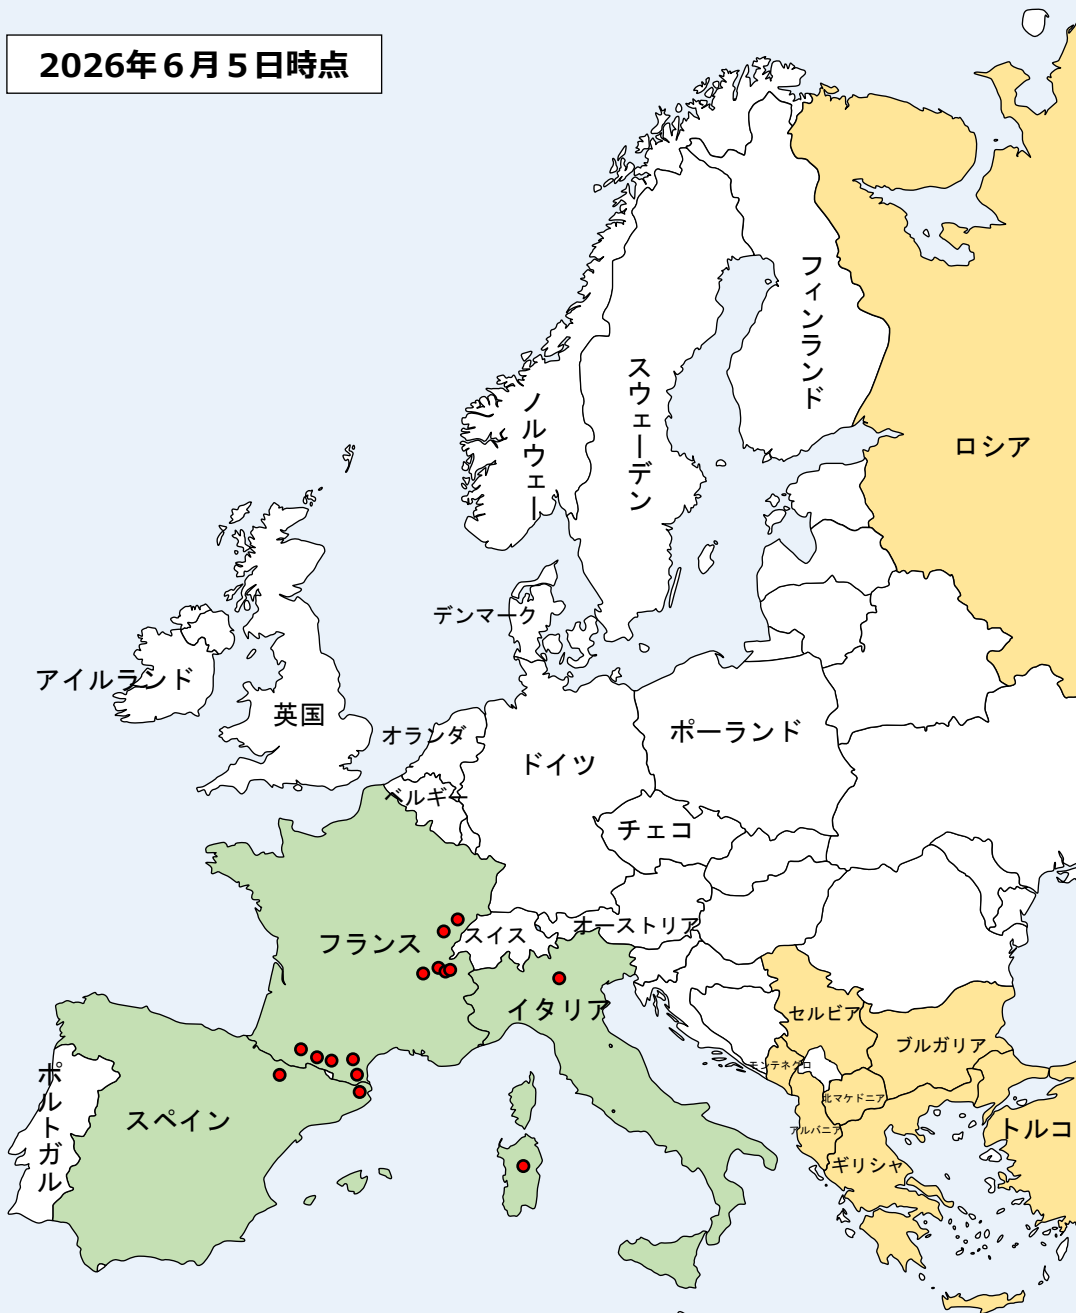 2026年６月５日時点
フィンランド
スウェーデン
ノルウェー
ロシア
デンマーク
アイルランド
英国
オランダ
ポーランド
ドイツ
ベルギー
チェコ
オーストリア
スイス
フランス
イタリア
セルビア
ブルガリア
モンテネグロ
北マケドニア
アルバニア
ギリシャ
トルコ
ポルトガル
スペイン